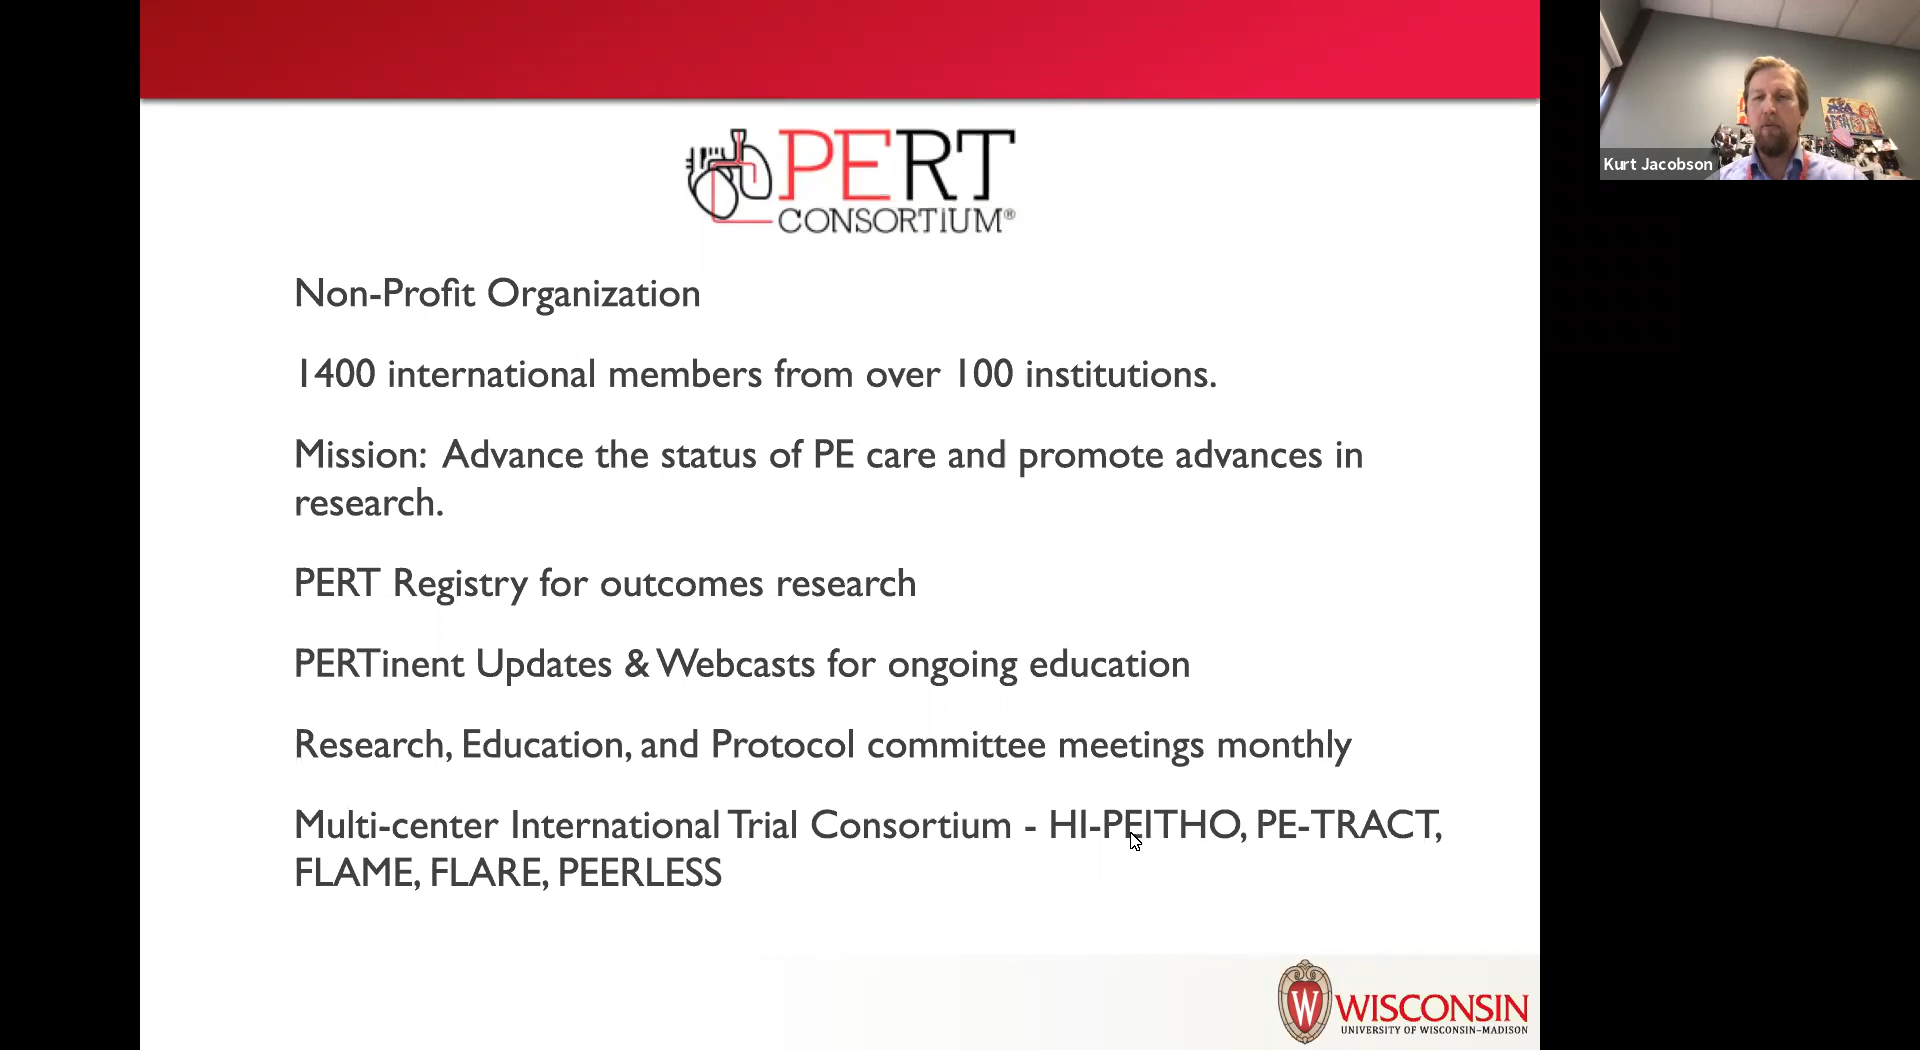 PERT
CONSORTIUM®
Kurt Jacobson
Non-Profit Organization
1400 international members from over 100 institutions.
Mission: Advance the status of PE care and promote advances in
research.
PERT Registry for outcomes research
PERTinent Updates & Webcasts for ongoing education
Research, Education, and Protocol committee meetings monthly
Multi-center International Trial Consortium - HI-PEITHO, PE-TRACT,
FLAME, FLARE, PEERLESS
W
WISCONSIN
UNIVERSITY OF WISCONSIN–MADISON